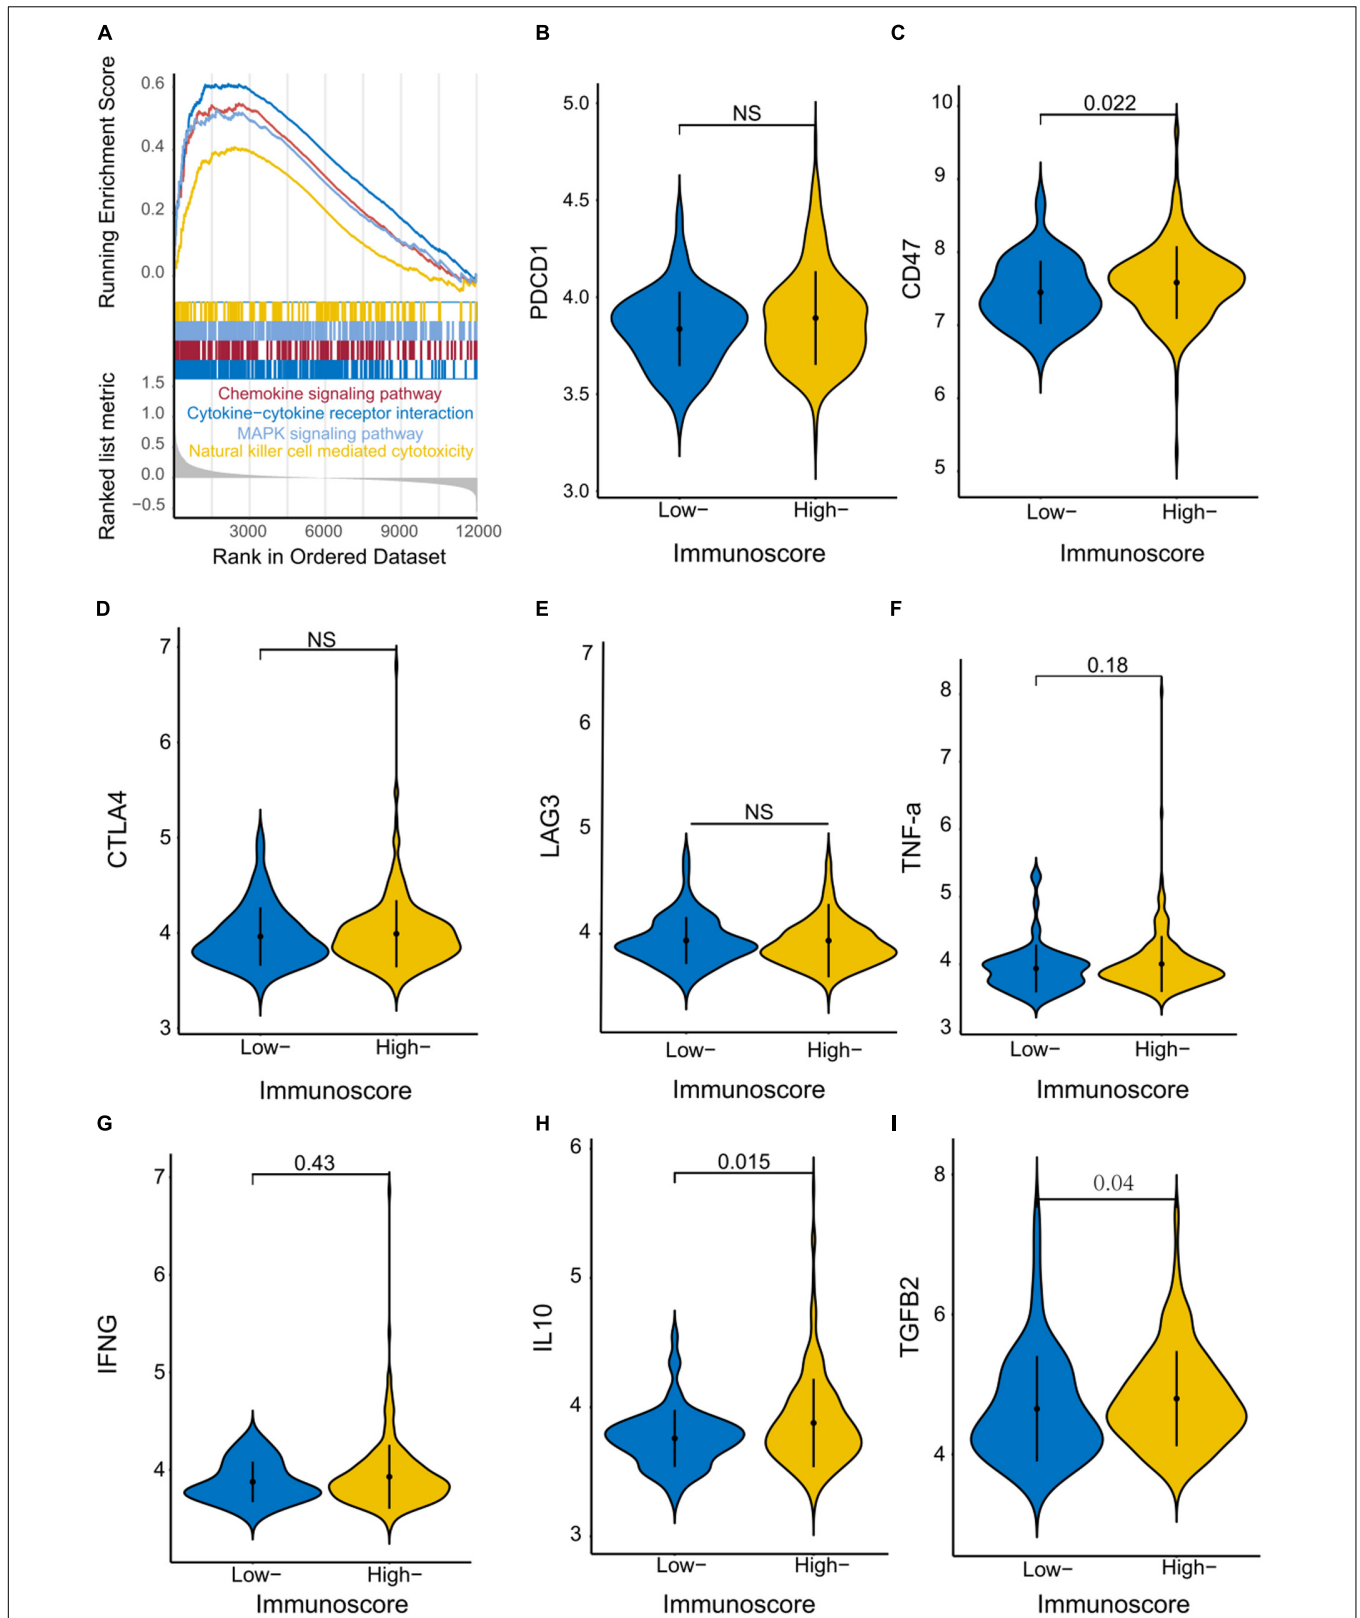 A
Running Enrichment Score
0.6
0.4
0.2
0.0
Ranked list metric
1.5
1.0
0.5
0.0
−0.5
Chemokine signaling pathway
Cytokine−cytokine receptor interaction
MAPK signaling pathway
Natural killer cell mediated cytotoxicity
3000 6000 9000 12000
Rank in Ordered Dataset
B
PDCD1
5.0
4.5
4.0
3.5
3.0
NS
Low− High−
Immunoscore
C
CD47
10
9
8
7
6
5
0.022
Low− High−
Immunoscore
D
CTLA4
7
6
5
4
3
NS
Low− High−
Immunoscore
E
LAG3
7
6
5
4
NS
Low− High−
Immunoscore
F
TNF-a
8
7
6
5
4
3
0.18
Low− High−
Immunoscore
G
IFNG
7
6
5
4
0.43
Low− High−
Immunoscore
H
IL10
6
5
4
3
0.015
Low− High−
Immunoscore
I
TGFB2
8
6
4
0.04
Low− High−
Immunoscore